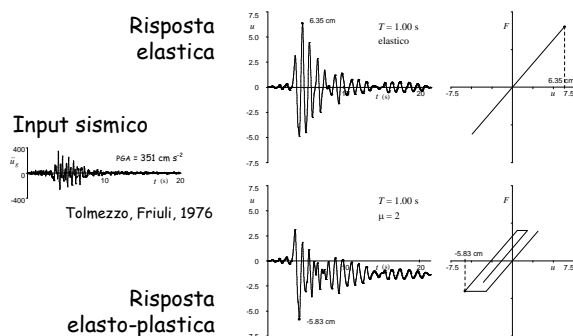 Risposta
elastica
7.5
u
5.0
2.5
0
-2.5
-5.0
-7.5
6.35 cm
T = 1.00 s
elastico
10
t (s)
20
F
6.35 cm
-7.5
u
7.5
Input sismico
400
üg
0
-400
PGA = 351 cm s-2
10
t (s)
20
Tolmezzo, Friuli, 1976
7.5
u
5.0
2.5
0
-2.5
-5.0
-7.5
T = 1.00 s
μ = 2
10
t (s)
20
-5.83 cm
F
-5.83 cm
-7.5
u
7.5
Risposta
elasto-plastica